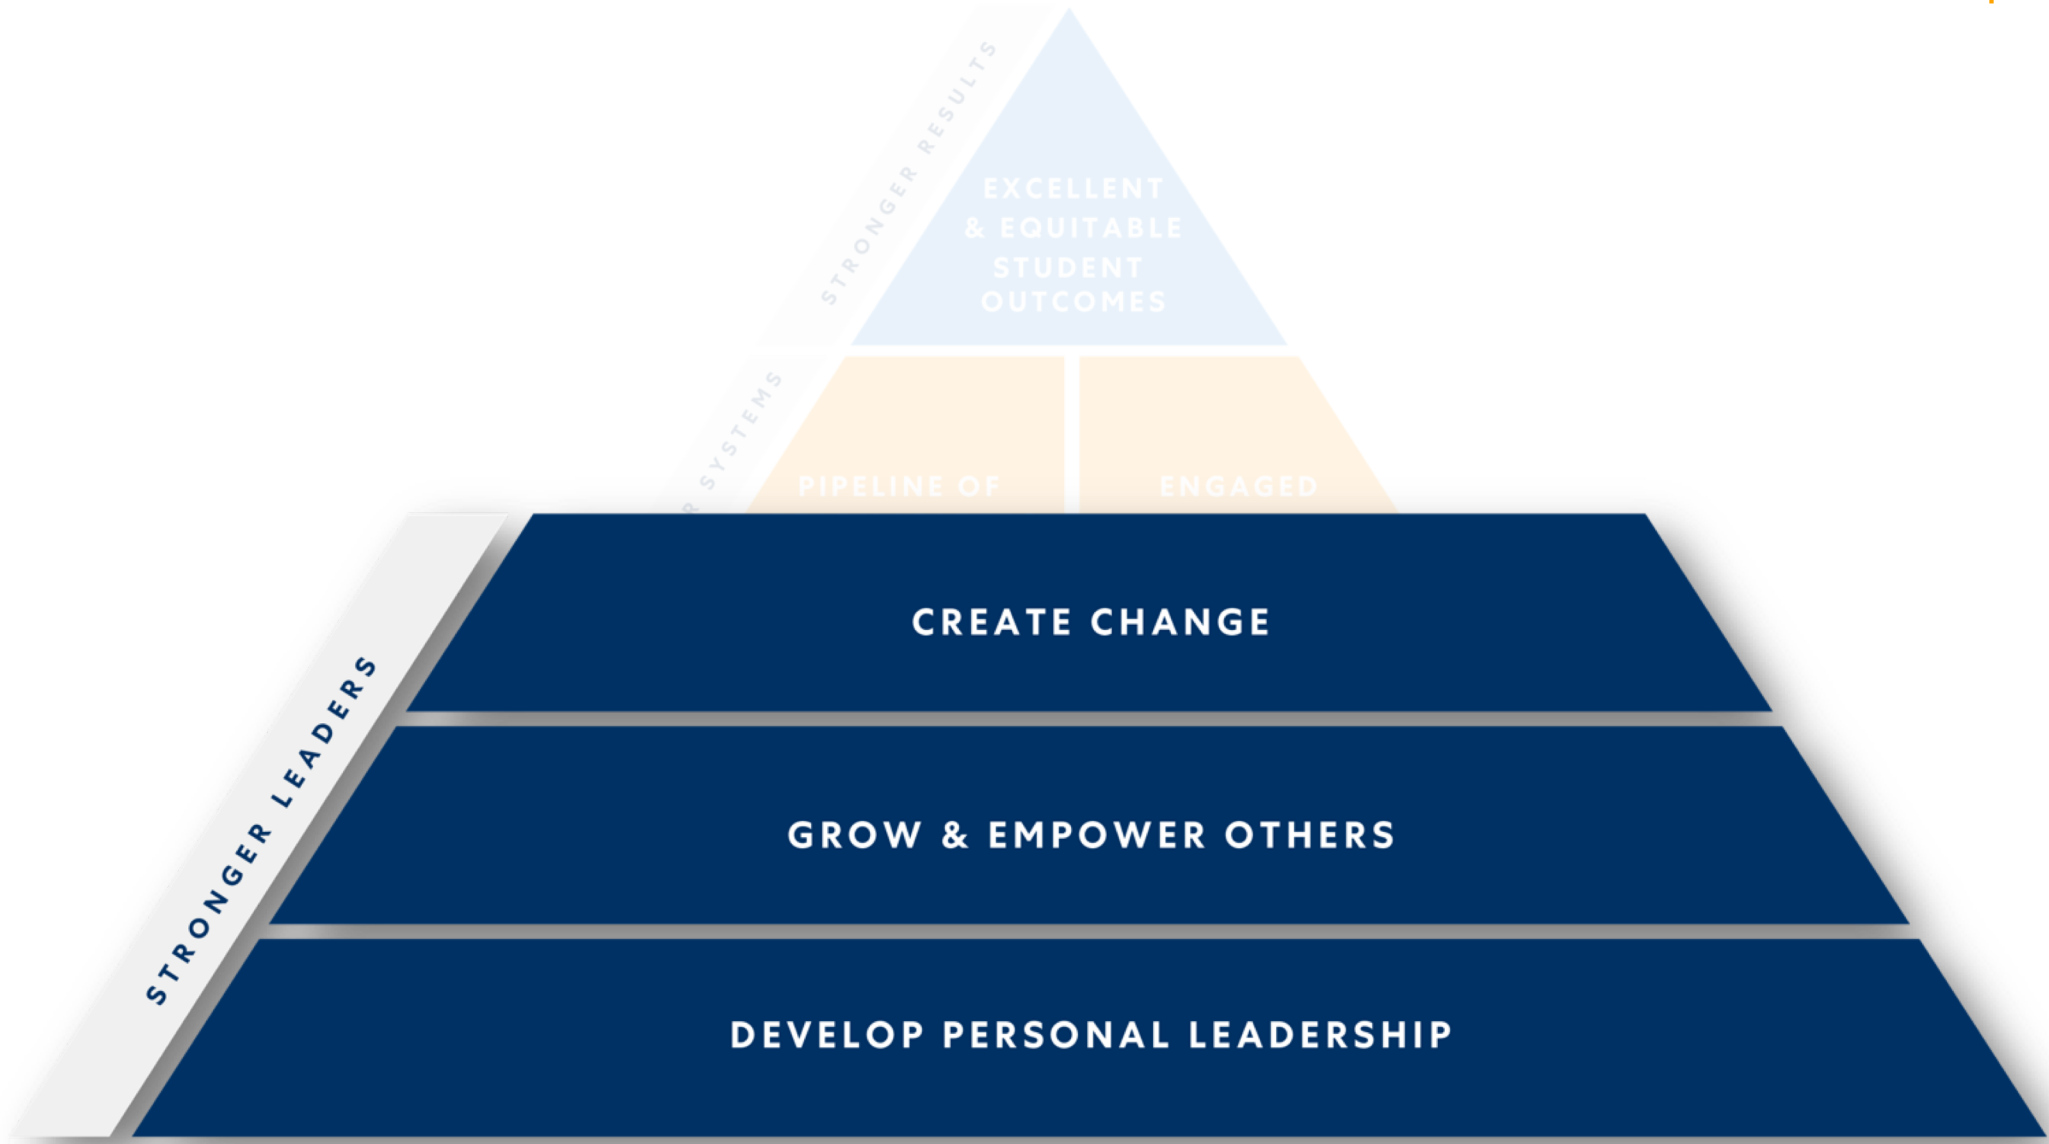 STRONGER RESULTS
EXCELLENT
& EQUITABLE
STUDENT
OUTCOMES
SYSTEMS
PIPELINE OF
ENGAGED
STRONGER LEADERS
CREATE CHANGE
GROW & EMPOWER OTHERS
DEVELOP PERSONAL LEADERSHIP